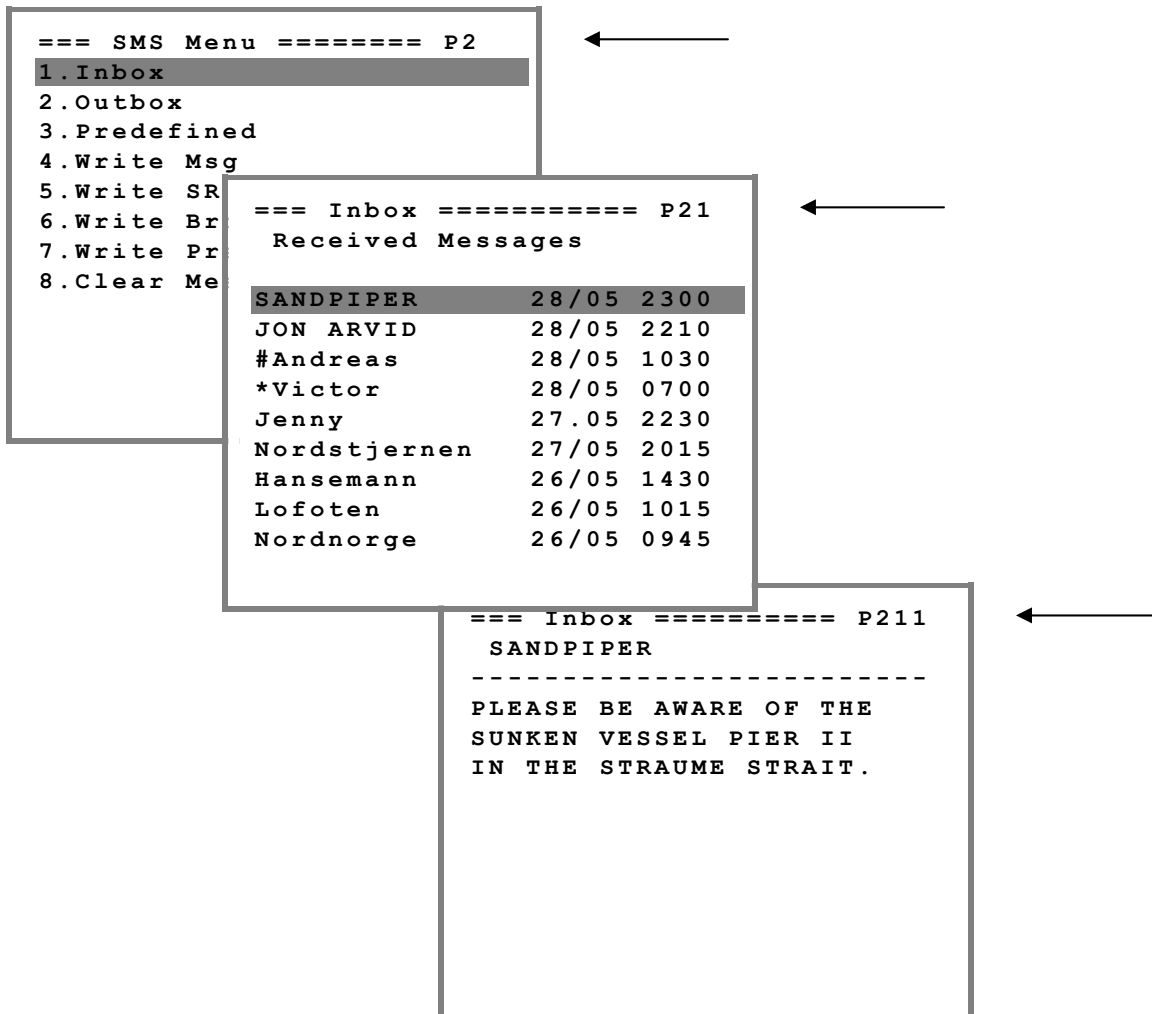 === SMS Menu ======== P2
1.Inbox
2.Outbox
3.Predefined
4.Write Msg
5.Write SR
6.Write Br
7.Write Pr
8.Clear Me
=== Inbox =========== P21
Received Messages
SANDPIPER 28/05 2300
JON ARVID 28/05 2210
#Andreas 28/05 1030
*Victor 28/05 0700
Jenny 27.05 2230
Nordstjernen 27/05 2015
Hansemann 26/05 1430
Lofoten 26/05 1015
Nordnorge 26/05 0945
=== Inbox ========== P211
SANDPIPER
-------------------------
PLEASE BE AWARE OF THE
SUNKEN VESSEL PIER II
IN THE STRAUME STRAIT.